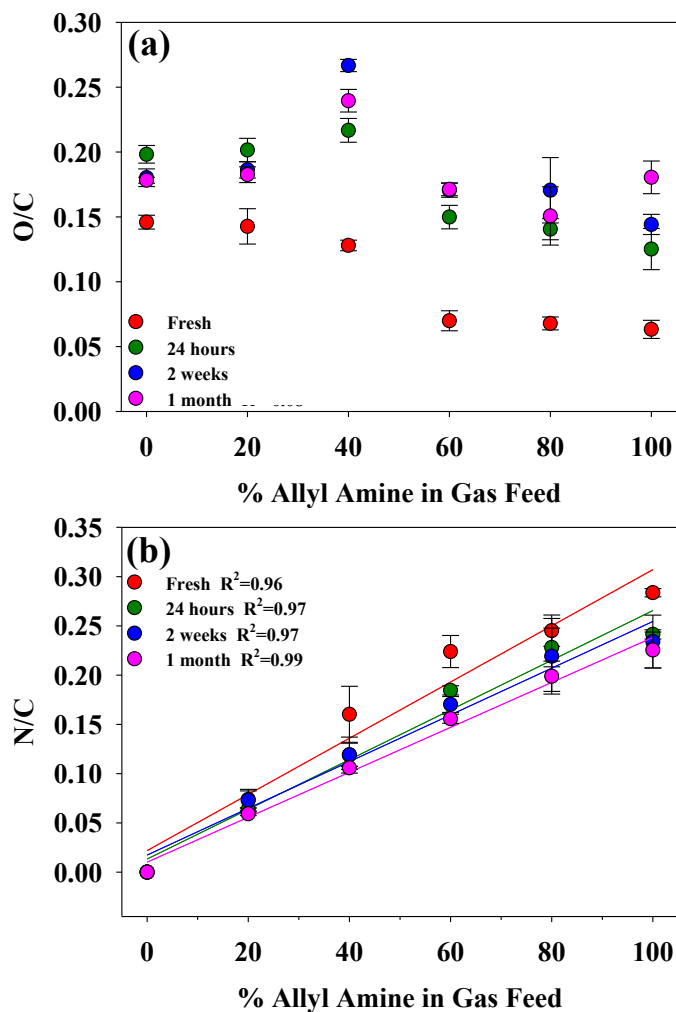 (a)
0.30
0.25
0.20
0.15
0.10
0.05
0.00
O/C
Fresh
24 hours
2 weeks
1 month
0 20 40 60 80 100
% Allyl Amine in Gas Feed
(b)
0.35
0.30
0.25
0.20
0.15
0.10
0.05
0.00
N/C
Fresh R²=0.96
24 hours R²=0.97
2 weeks R²=0.97
1 month R²=0.99
0 20 40 60 80 100
% Allyl Amine in Gas Feed